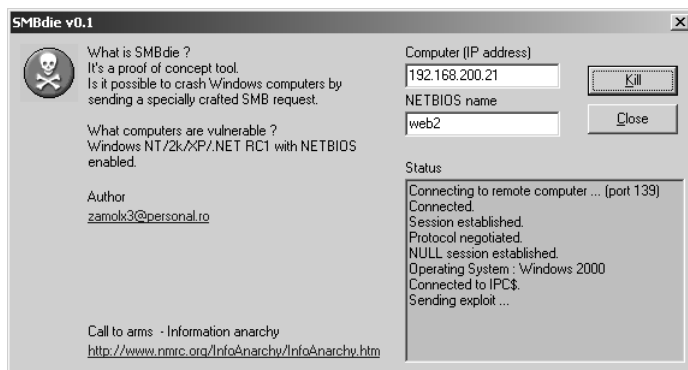 SMBdie v0.1
What is SMBdie ?
It's a proof of concept tool.
Is it possible to crash Windows computers by
sending a specially crafted SMB request.
What computers are vulnerable ?
Windows NT/2k/XP/.NET RC1 with NETBIOS
enabled.
Author
zamolx3@personal.ro
Call to arms - Information anarchy
http://www.nmrc.org/InfoAnarchy/InfoAnarchy.htm
Computer (IP address)
192.168.200.21
NETBIOS name
web2
Kill
Close
Status
Connecting to remote computer ... (port 139)
Connected.
Session established.
Protocol negotiated.
NULL session established.
Operating System : Windows 2000
Connected to IPC$.
Sending exploit ...